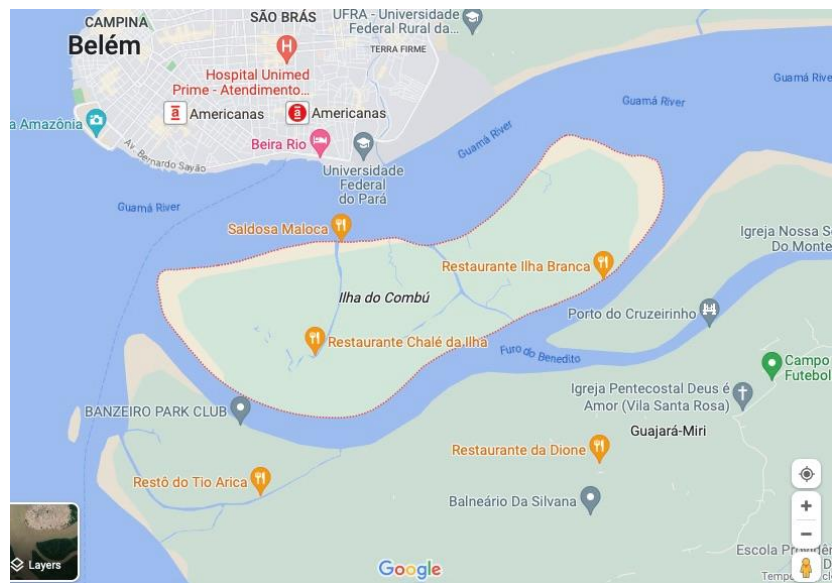 CAMPINA
Belém
SÃO BRÁS
UFRA - Universidade
Federal Rural da...
TERRA FIRME
Hospital Unimed
Prime - Atendimento...
Americanas
Americanas
a Amazônia
Av. Bernardo Sayão
Beira Rio
Universidade
Federal
do Pará
Guamá River
Guamá River
Guamá River
Guamá River
Saldosa Maloca
Restaurante Ilha Branca
Igreja Nossa S
Do Monte
Ilha do Combú
Porto do Cruzeirinho
Restaurante Chalé da Ilha
Furo do Benedito
Campo
Futebol
Igreja Pentecostal Deus é
Amor (Vila Santa Rosa)
BANZEIRO PARK CLUB
Guajará-Miri
Restaurante da Dione
Restô do Tio Arica
Balneário Da Silvana
Layers
Google
Escola